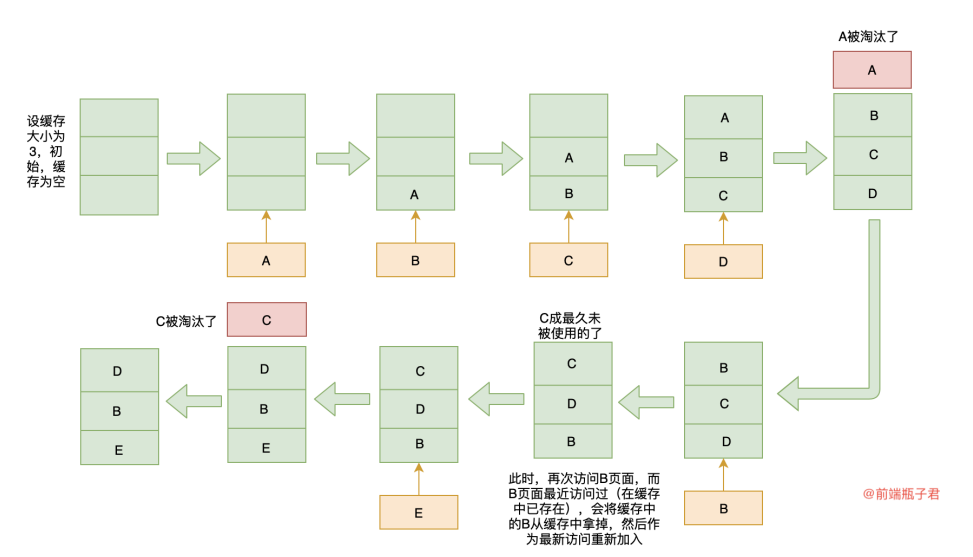 A被淘汰了
A
设缓存
大小为
3，初
始，缓
存为空
A
A
B
A
B
C
B
C
D
A
B
C
D
C被淘汰了
C
C成最久未
被使用的了
D
B
E
D
B
E
C
D
B
C
D
B
B
C
D
E
B
此时，再次访问B页面，而
B页面最近访问过（在缓存
中已存在），会将缓存中
的B从缓存中拿掉，然后作
为最新访问重新加入
@前端瓶子君